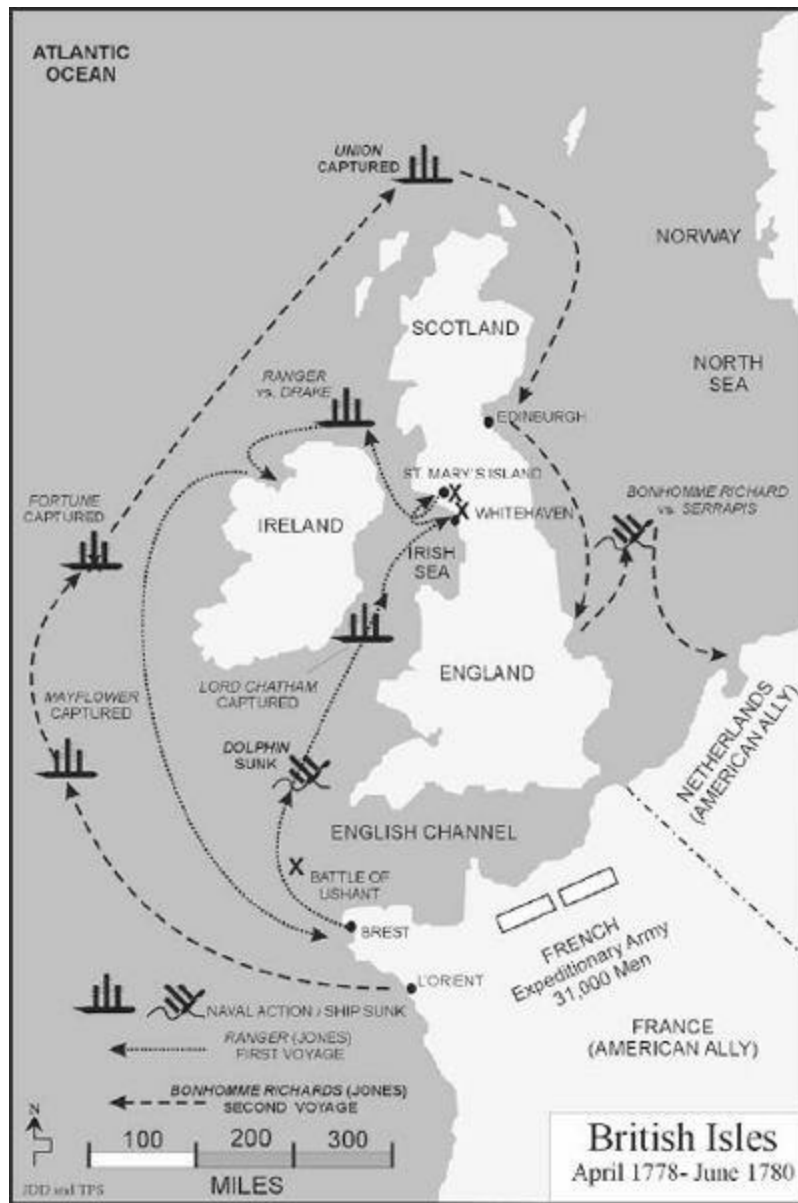 ATLANTIC
OCEAN
UNION
CAPTURED
NORWAY
SCOTLAND
NORTH
SEA
RANGER
vs. DRAKE
EDINBURGH
ST. MARY'S ISLAND
BONHOMME RICHARD
vs. SERRAPIS
FORTUNE
CAPTURED
WHITEHAVEN
IRELAND
IRISH
SEA
ENGLAND
LORD CHATHAM
CAPTURED
MAYFLOWER
CAPTURED
NETHERLANDS
(AMERICAN ALLY)
DOLPHIN
SUNK
ENGLISH CHANNEL
X BATTLE OF
USHANT
BREST
FRENCH
Expeditionary Army
31,000 Men
L'ORIENT
FRANCE
(AMERICAN ALLY)
NAVAL ACTION / SHIP SUNK
RANGER (JONES)
FIRST VOYAGE
BONHOMME RICHARDS (JONES)
SECOND VOYAGE
N
100 200 300
MILES
JDD and TPS
British Isles
April 1778- June 1780